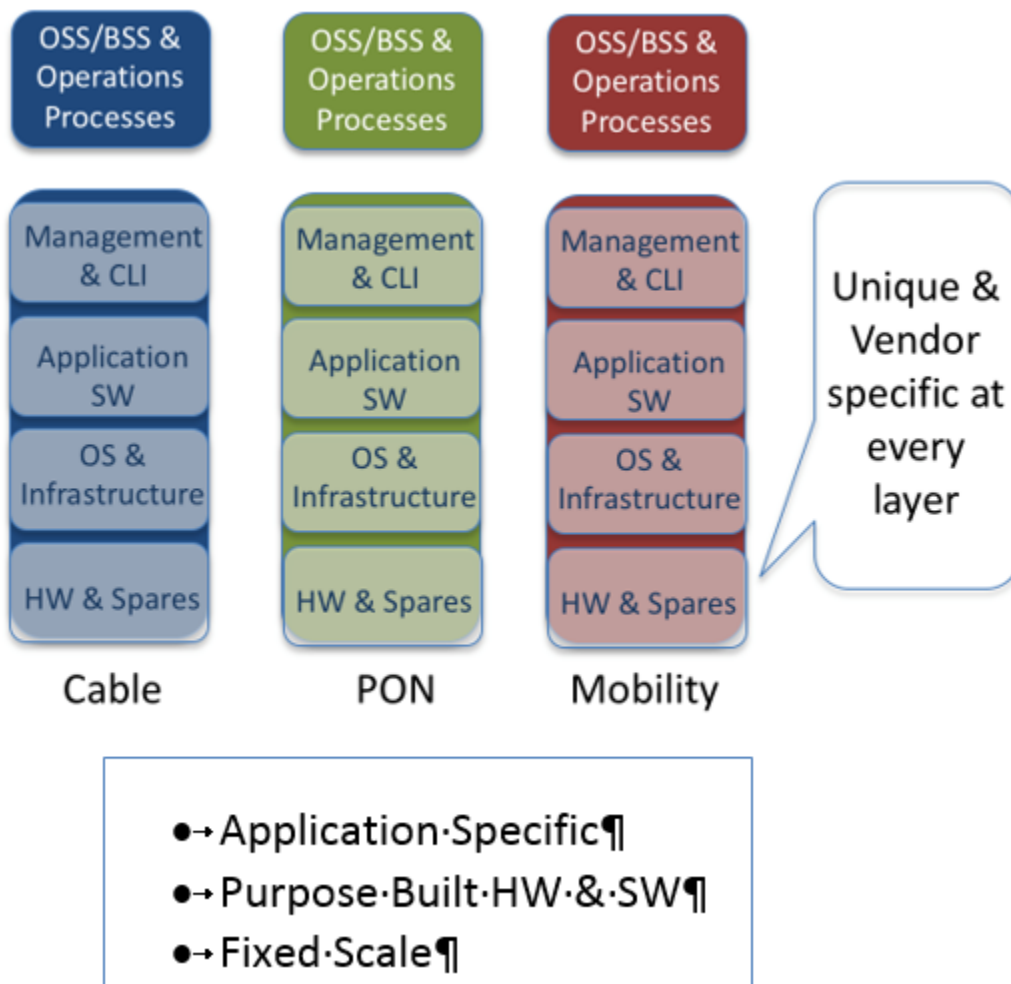 OSS/BSS &
Operations
Processes
OSS/BSS &
Operations
Processes
OSS/BSS &
Operations
Processes
Management
& CLI
Application
SW
OS &
Infrastructure
HW & Spares
Cable
Management
& CLI
Application
SW
OS &
Infrastructure
HW & Spares
PON
Management
& CLI
Application
SW
OS &
Infrastructure
HW & Spares
Mobility
Unique &
Vendor
specific at
every
layer
●→Application·Specific¶
●→Purpose·Built·HW·&·SW¶
●→Fixed·Scale¶